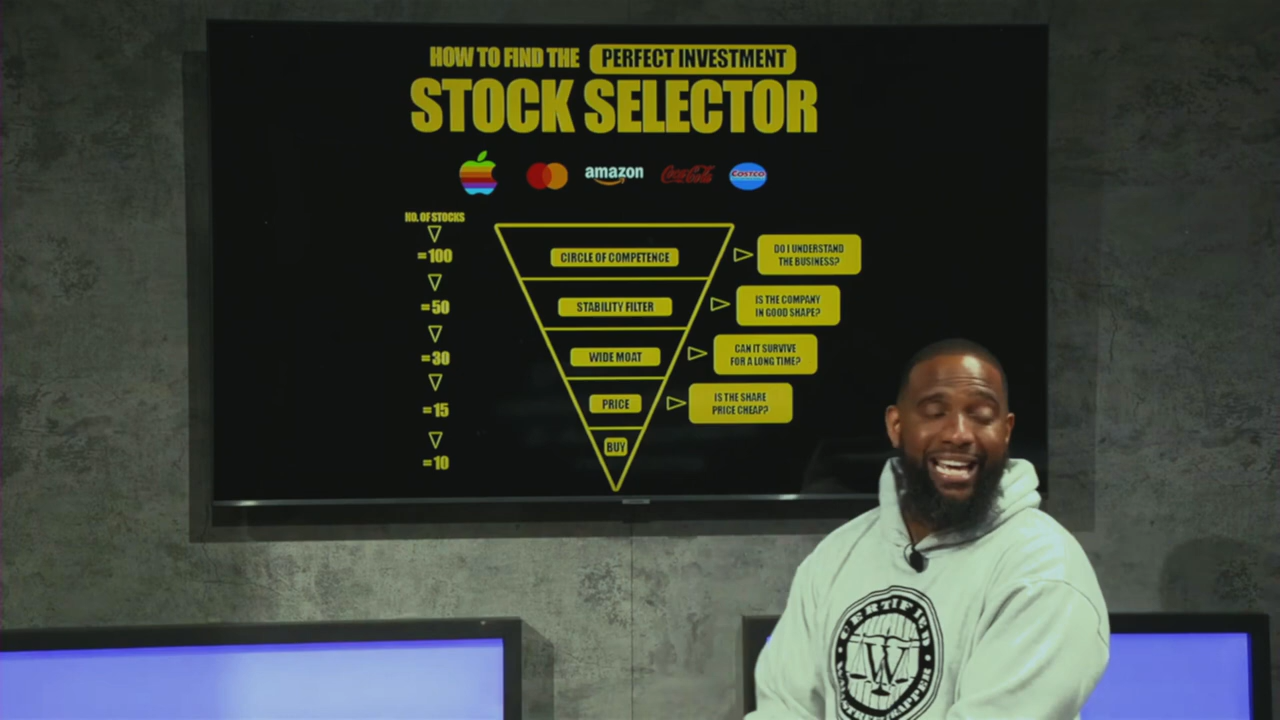 HOW TO FIND THE PERFECT INVESTMENT
STOCK SELECTOR
amazon
Coca-Cola
COSTCO
NO. OF STOCKS
=100
=50
=30
=15
=10
CIRCLE OF COMPETENCE
STABILITY FILTER
WIDE MOAT
PRICE
BUY
DO I UNDERSTAND
THE BUSINESS?
IS THE COMPANY
IN GOOD SHAPE?
CAN IT SURVIVE
FOR A LONG TIME?
IS THE SHARE
PRICE CHEAP?
CERTIFIED
W